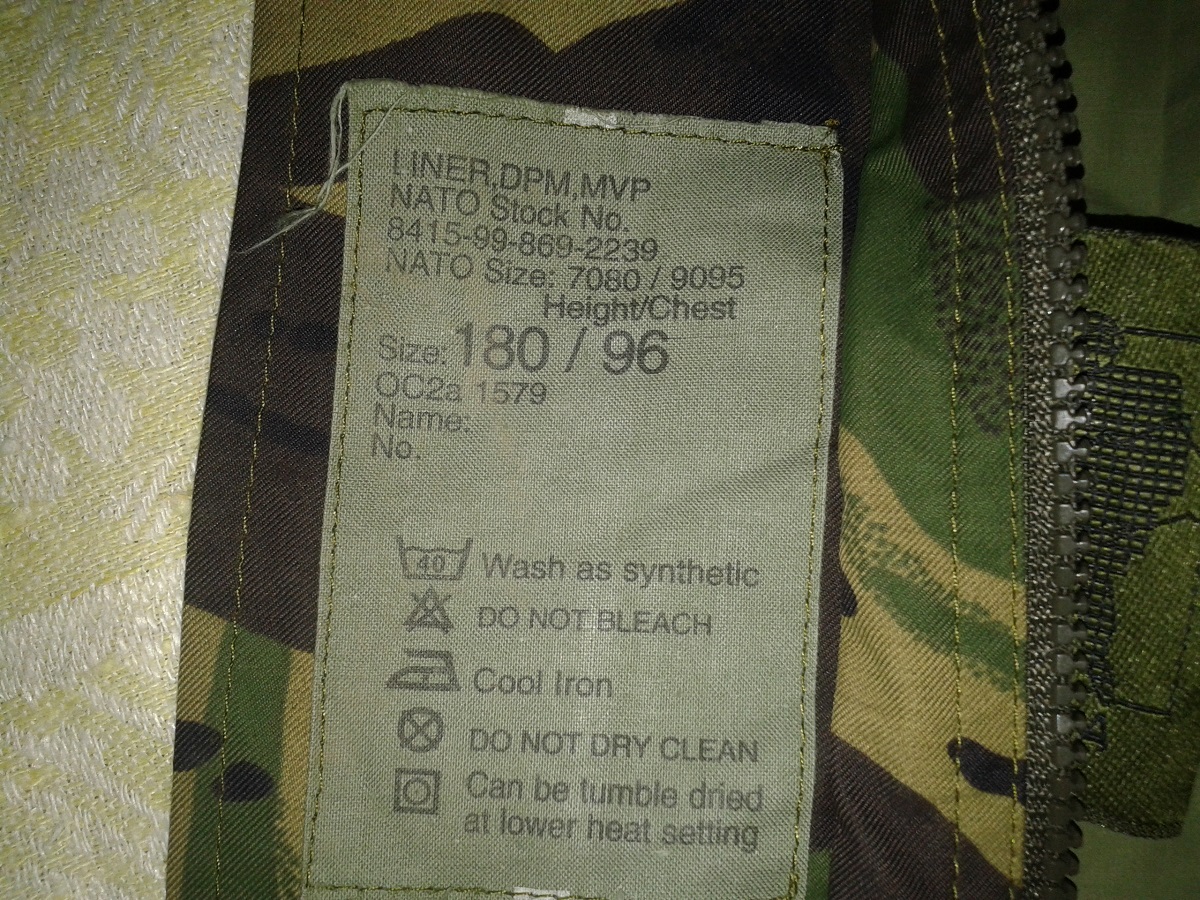 LINER,DPM,MVP
NATO Stock No.
8415-99-869-2239
NATO Size: 7080 / 9095
Height/Chest
Size: 180 / 96
OC2a 1579
Name:
No.
40 Wash as synthetic
DO NOT BLEACH
Cool Iron
DO NOT DRY CLEAN
Can be tumble dried
at lower heat setting